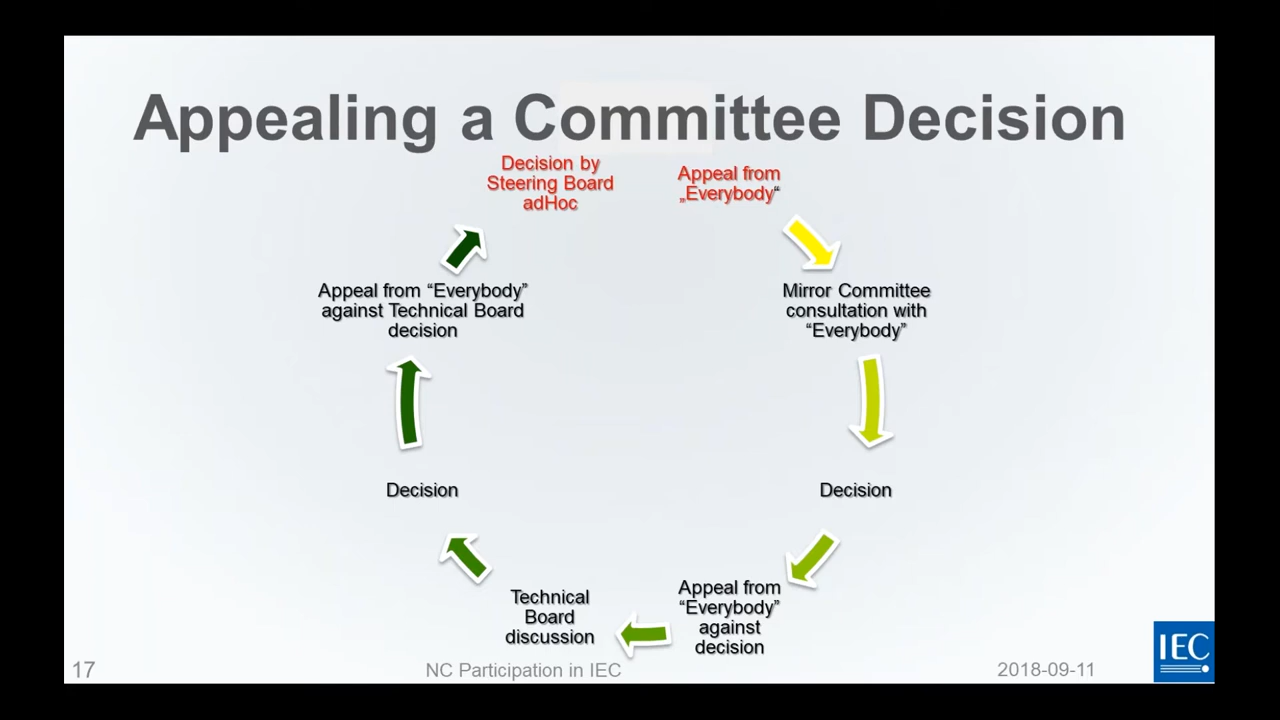 Appealing a Committee Decision
Decision by
Steering Board
adHoc
Appeal from
„Everybody“
Mirror Committee
consultation with
“Everybody”
Decision
Appeal from
“Everybody”
against
decision
Technical
Board
discussion
Decision
Appeal from “Everybody”
against Technical Board
decision
17
NC Participation in IEC
2018-09-11
IEC